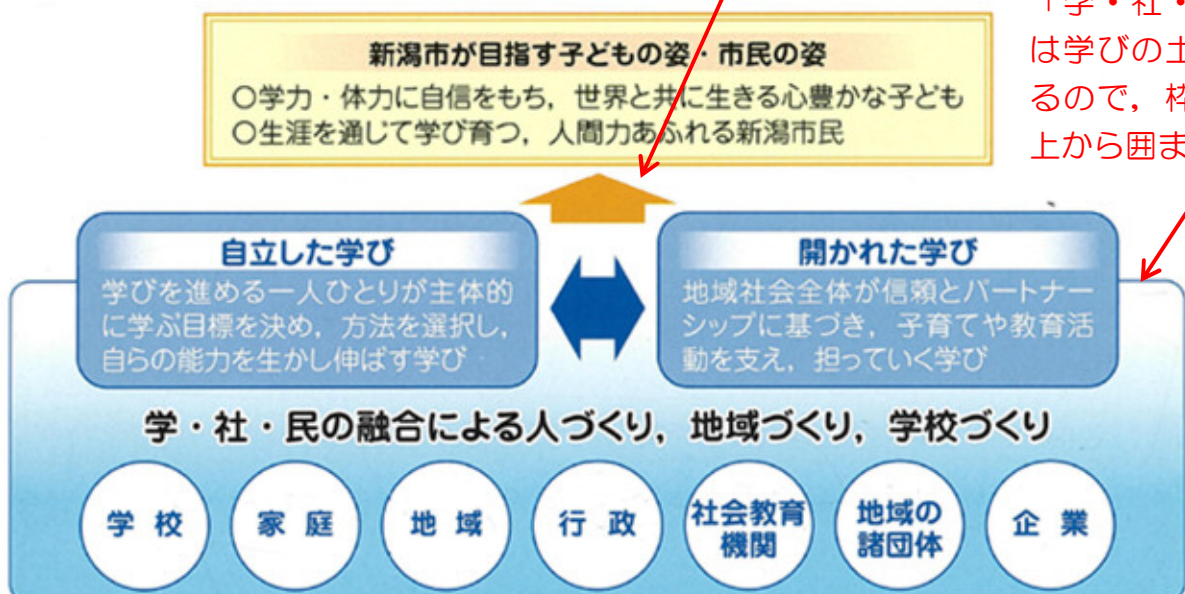 「学・社・
は学びの土
るので，枠
上から囲ま
新潟市が目指す子どもの姿・市民の姿
○学力・体力に自信をもち，世界と共に生きる心豊かな子ども
○生涯を通じて学び育つ，人間力あふれる新潟市民
自立した学び
学びを進める一人ひとりが主体的
に学ぶ目標を決め，方法を選択し，
自らの能力を生かし伸ばす学び
開かれた学び
地域社会全体が信頼とパートナー
シップに基づき，子育てや教育活
動を支え，担っていく学び
学・社・民の融合による人づくり，地域づくり，学校づくり
学 校
家 庭
地 域
行 政
社会教育
機関
地域の
諸団体
企 業